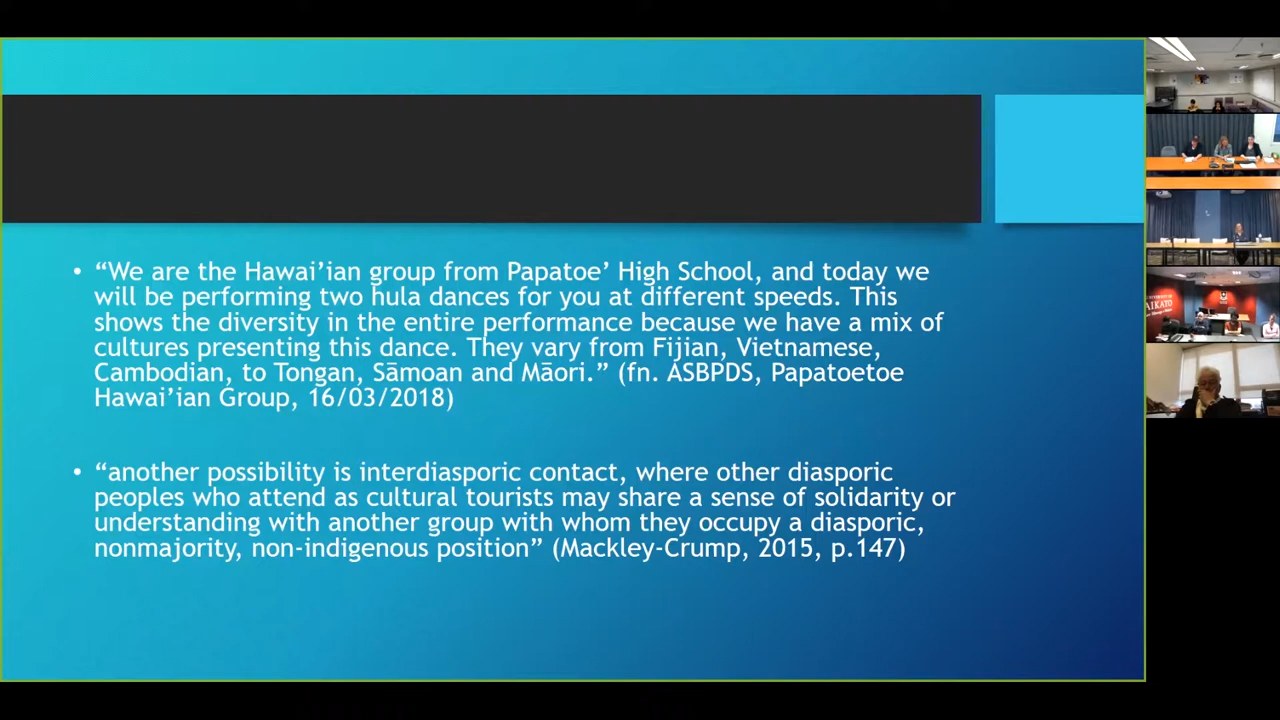 • “We are the Hawai’ian group from Papatoe’ High School, and today we
will be performing two hula dances for you at different speeds. This
shows the diversity in the entire performance because we have a mix of
cultures presenting this dance. They vary from Fijian, Vietnamese,
Cambodian, to Tongan, Sāmoan and Māori.” (fn. ASBPDS, Papatoetoe
Hawai’ian Group, 16/03/2018)
• “another possibility is interdiasporic contact, where other diasporic
peoples who attend as cultural tourists may share a sense of solidarity or
understanding with another group with whom they occupy a diasporic,
nonmajority, non-indigenous position” (Mackley-Crump, 2015, p.147)
AIKATO